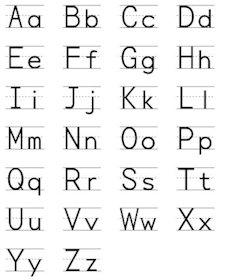 Aa Bb Cc Dd
Ee Ff Gg Hh
Ii Jj Kk Ll
Mm Nn Oo Pp
Qq Rr Ss Tt
Uu Vv Ww Xx
Yy Zz